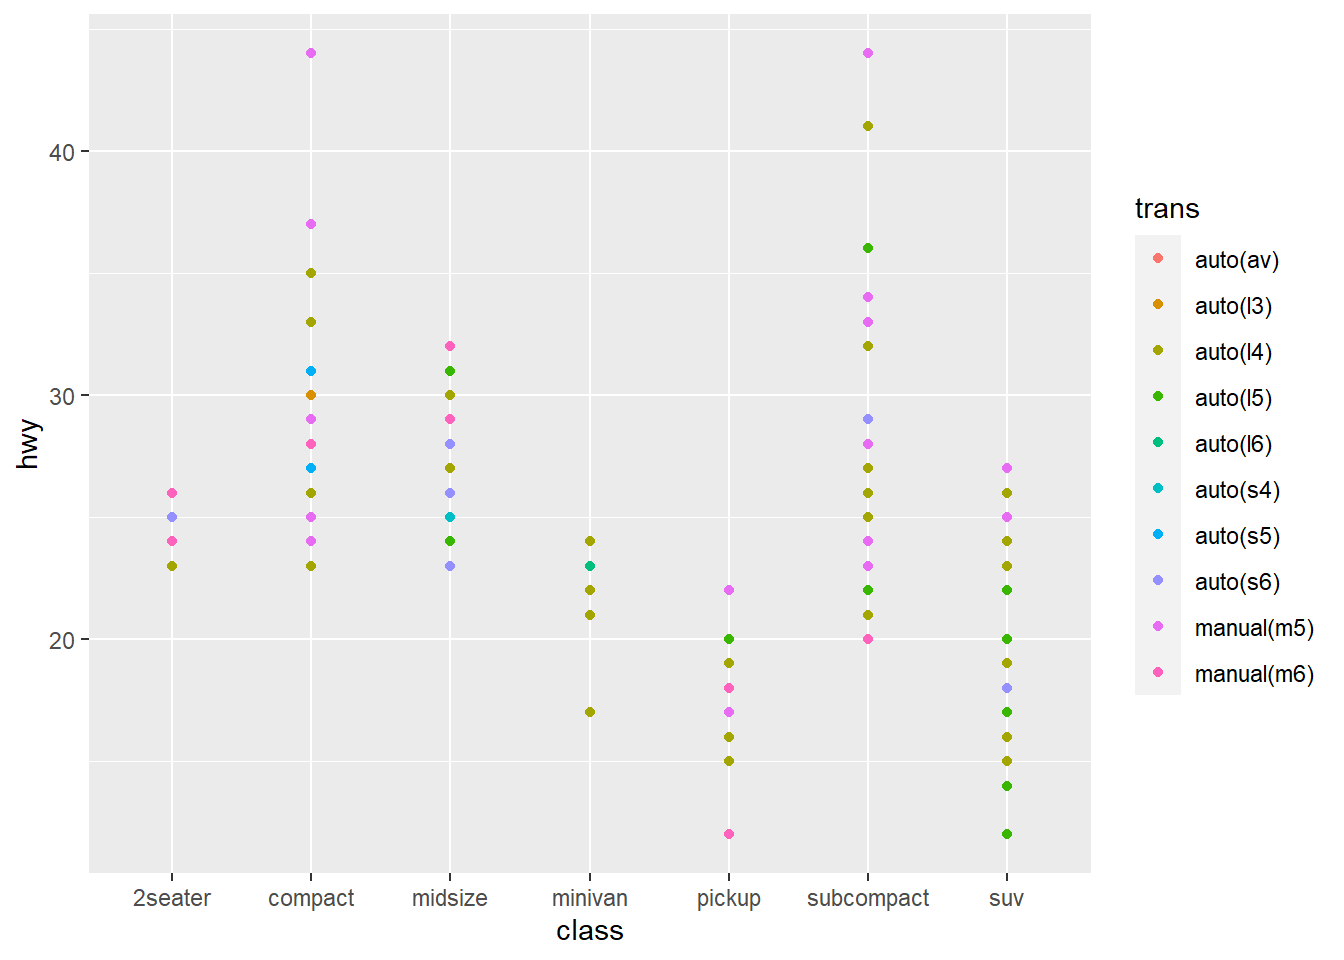 40
30
20
hwy
2seater compact midsize minivan pickup subcompact suv
class
trans
auto(av)
auto(l3)
auto(l4)
auto(l5)
auto(l6)
auto(s4)
auto(s5)
auto(s6)
manual(m5)
manual(m6)